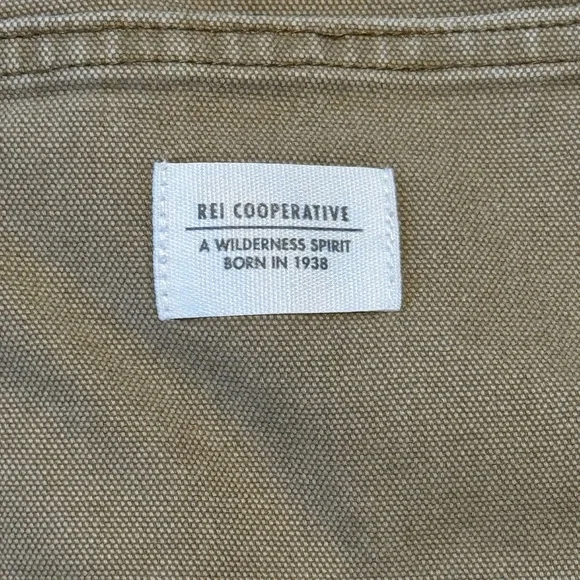 REI COOPERATIVE
A WILDERNESS SPIRIT
BORN IN 1938